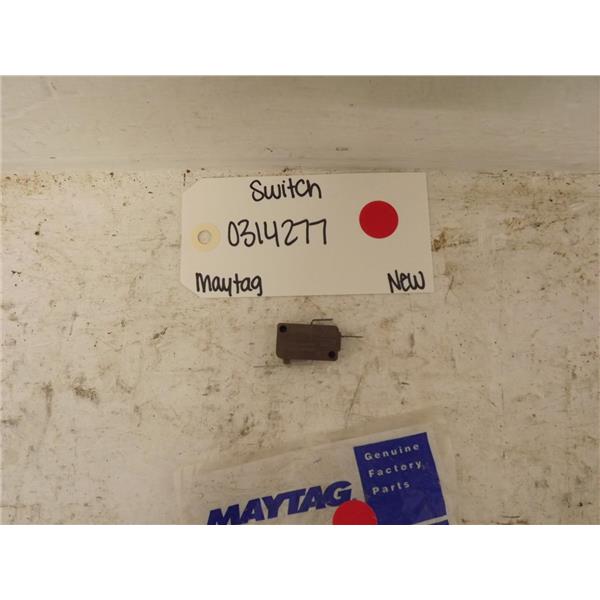 Switch
0314277
Maytag New
MAYTAG
Genuine
Factory
Parts